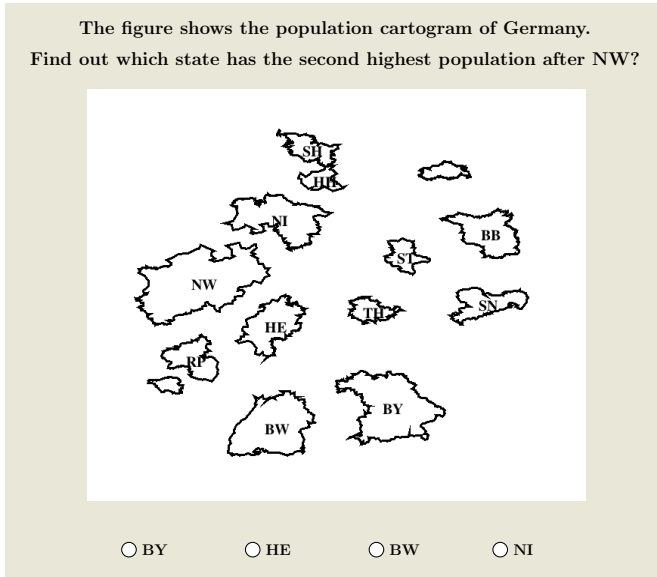 The figure shows the population cartogram of Germany.
Find out which state has the second highest population after NW?
SH
HH
NI
BB
ST
NW
SN
TH
HE
RP
BY
BW
BY
HE
BW
NI